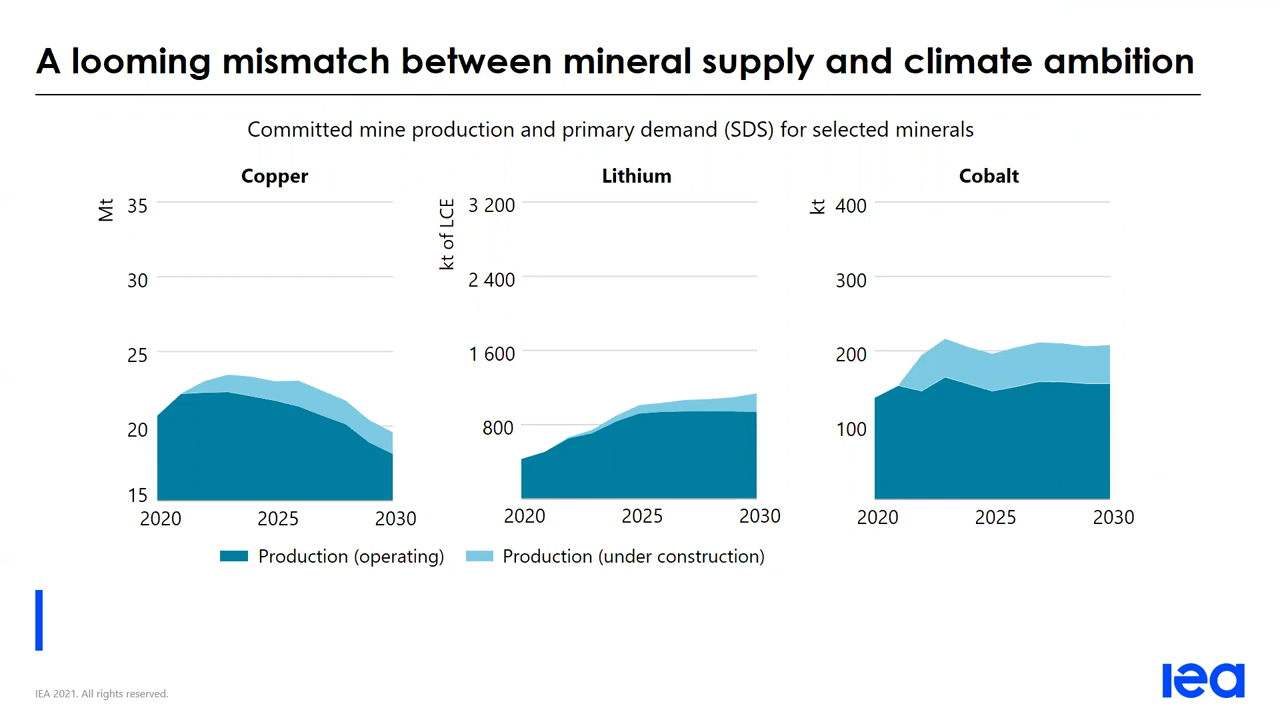 A looming mismatch between mineral supply and climate ambition
Committed mine production and primary demand (SDS) for selected minerals
Copper
Mt
35
30
25
20
15
2020 2025 2030
Lithium
kt of LCE
3 200
2 400
1 600
800
2020 2025 2030
Cobalt
kt
400
300
200
100
2020 2025 2030
Production (operating) Production (under construction)
IEA 2021. All rights reserved.
iea